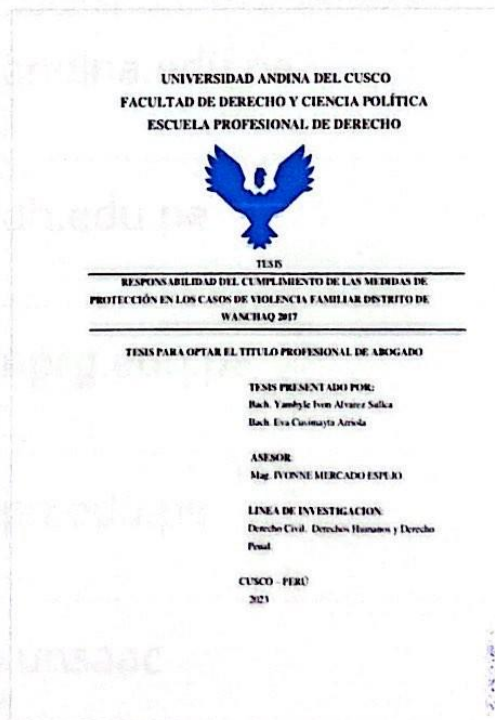 UNIVERSIDAD ANDINA DEL CUSCO
FACULTAD DE DERECHO Y CIENCIA POLÍTICA
ESCUELA PROFESIONAL DE DERECHO
TESIS
RESPONSABILIDAD DEL CUMPLIMIENTO DE LAS MEDIDAS DE
PROTECCIÓN EN LOS CASOS DE VIOLENCIA FAMILIAR DISTRITO DE
WANCHAQ 2017
TESIS PARA OPTAR EL TITULO PROFESIONAL DE ABOGADO
TESIS PRESENTADO POR:
Bach. Yambyle Ivon Alvarez Sallca
Bach. Eva Cusimayta Arriola
ASESOR
Mag. IVONNE MERCADO ESPEJO
LINEA DE INVESTIGACION
Derecho Civil. Derechos Humanos y Derecho
Penal.
CUSCO – PERÚ
2023
unsaac